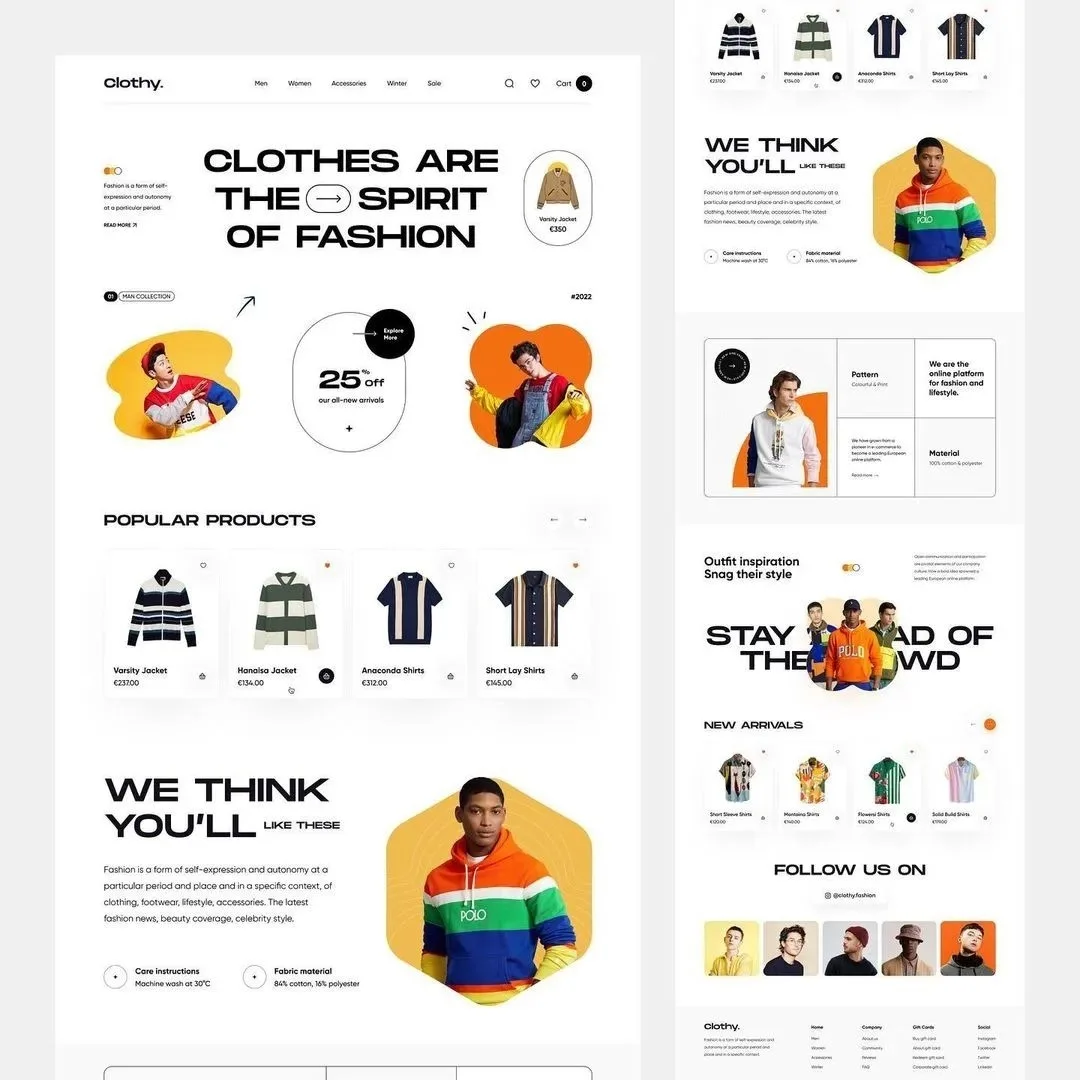 Clothy.
Men Women Accessories Winter Sale
Cart 0
Fashion is a form of self-
expression and autonomy
at a particular period.
READ MORE
CLOTHES ARE
THE SPIRIT
OF FASHION
Varsity Jacket
€350
01 MAN COLLECTION
#2022
Explore
More
25% Off
our all-new arrivals
POPULAR PRODUCTS
Varsity Jacket
€237.00
Hanaisa Jacket
€134.00
Anaconda Shirts
€312.00
Short Lay Shirts
€145.00
WE THINK
YOU'LL LIKE THESE
Fashion is a form of self-expression and autonomy at a
particular period and place and in a specific context, of
clothing, footwear, lifestyle, accessories. The latest
fashion news, beauty coverage, celebrity style.
POLO
Care instructions
Machine wash at 30°C
Fabric material
84% cotton, 16% polyester
Varsity Jacket
€237.00
Hanaisa Jacket
€134.00
Anaconda Shirts
€312.00
Short Lay Shirts
€145.00
WE THINK
YOU'LL LIKE THESE
Fashion is a form of self-expression and autonomy at a
particular period and place and in a specific context, of
clothing, footwear, lifestyle, accessories. The latest
fashion news, beauty coverage, celebrity style.
POLO
Care instructions
Machine wash at 30°C
Fabric material
84% cotton, 16% polyester
Pattern
Colourful & Print
We are the
online platform
for fashion and
lifestyle.
We have grown from a
pioneer in e-commerce to
become a leading European
online platform.
Read more
Material
100% cotton & polyester
Outfit inspiration
Snag their style
Open communication and participation
are pivotal elements of our company
culture. How a bold idea spawned a
leading European online platform.
STAY AD OF
THE WD
POLO
NEW ARRIVALS
Short Sleeve Shirts
€120.00
Montaina Shirts
€140.00
Flowersi Shirts
€124.00
Solid Build Shirts
€179.00
FOLLOW US ON
@clothy.fashion
Clothy.
Fashion is a form of self-expression and
autonomy at a particular period and
place and in a specific context.
Home
Men
Women
Accessories
Winter
Company
About us
Community
Reviews
FAQ
Gift Cards
Buy gift card
About gift card
Redeem gift card
Corporate gift card
Social
Instagram
Facebook
Twitter
Linkedin